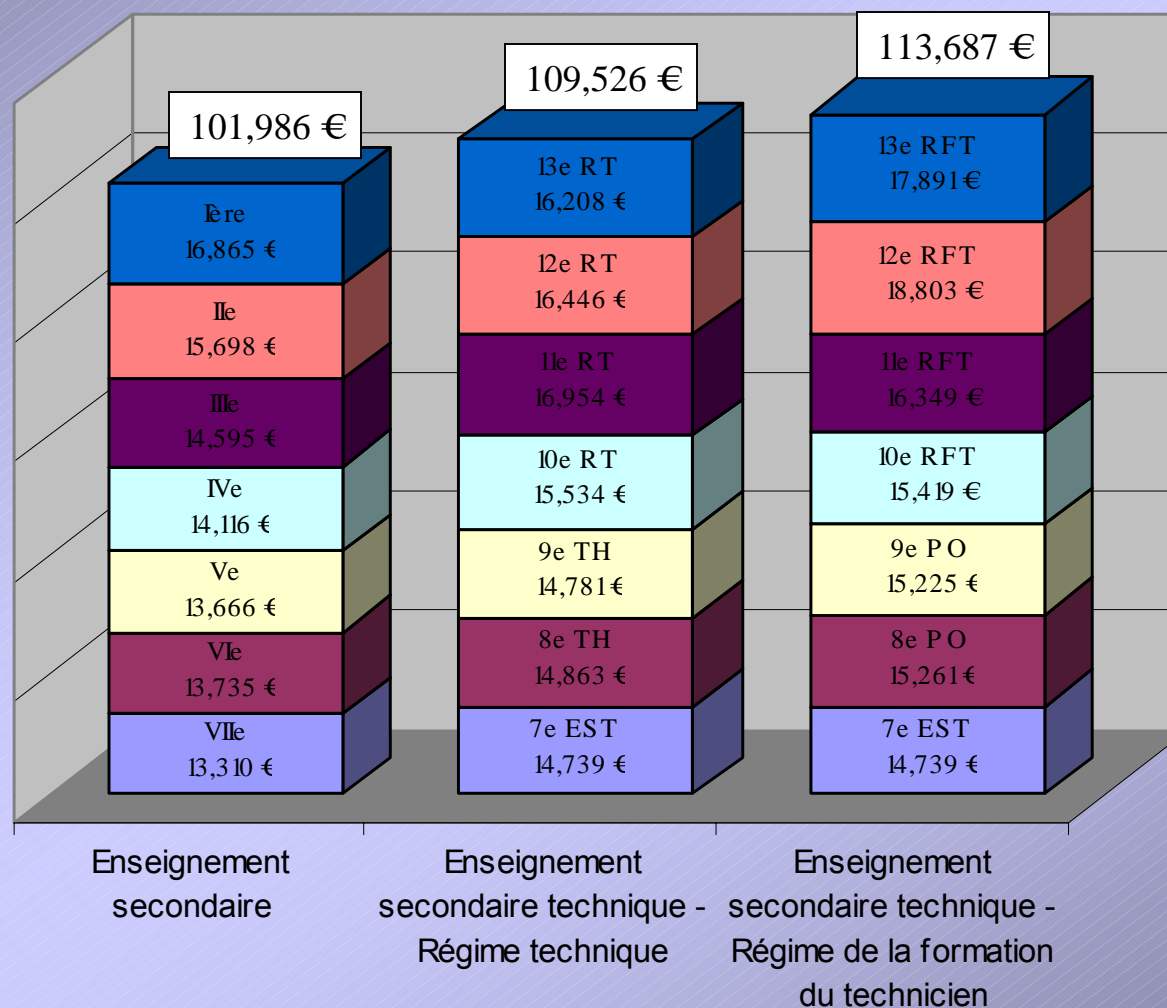 101,986 €
109,526 €
113,687 €
Ière
16,865 €
IIe
15,698 €
IIIe
14,595 €
IVe
14,116 €
Ve
13,666 €
VIe
13,735 €
VIIe
13,310 €
13e RT
16,208 €
12e RT
16,446 €
11e RT
16,954 €
10e RT
15,534 €
9e TH
14,781 €
8e TH
14,863 €
7e EST
14,739 €
13e RFT
17,891 €
12e RFT
18,803 €
11e RFT
16,349 €
10e RFT
15,419 €
9e PO
15,225 €
8e PO
15,261 €
7e EST
14,739 €
Enseignement
secondaire
Enseignement
secondaire technique -
Régime technique
Enseignement
secondaire technique -
Régime de la formation
du technicien